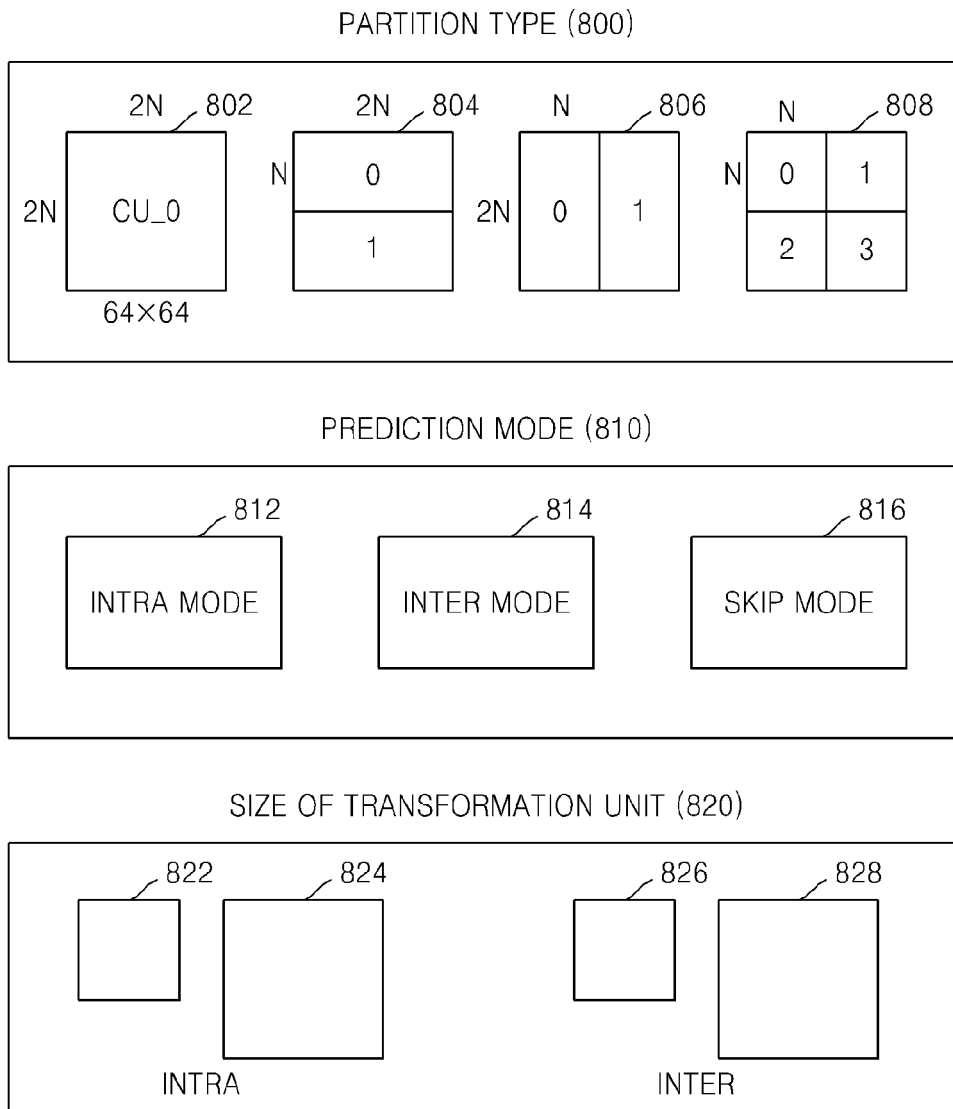 PARTITION TYPE (800)
2N 802 2N 804 N 806 N 808
2N CU_0 N 0 1 2N 0 1 N 0 1 2 3
64×64
PREDICTION MODE (810)
812 814 816
INTRA MODE INTER MODE SKIP MODE
SIZE OF TRANSFORMATION UNIT (820)
822 824 826 828
INTRA INTER